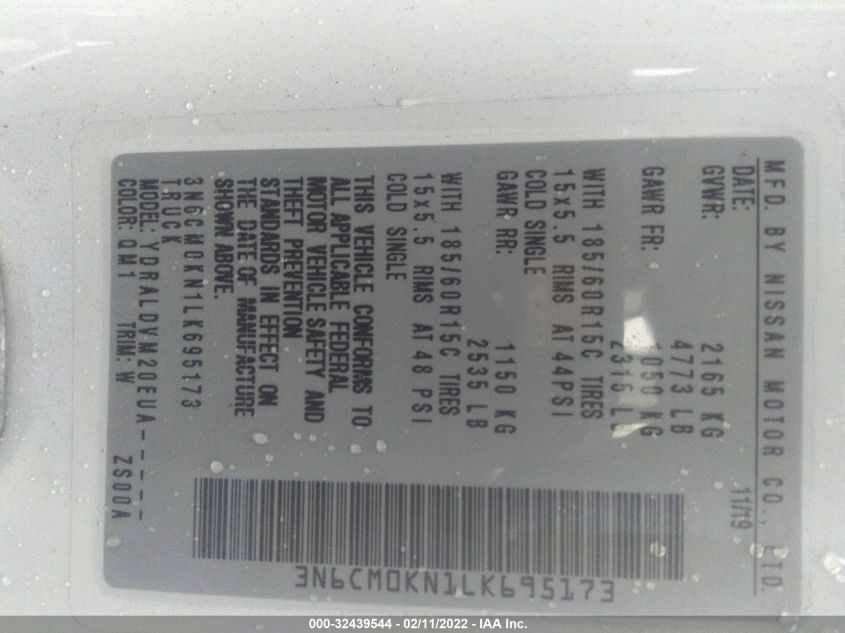 MFD. BY NISSAN MOTOR CO., LTD.
DATE: 11/19
GVWR: 2165 KG
4773 LB
GAWR FR: 1050 KG
2315 LB
WITH 185/60R15C TIRES
15x5.5 RIMS AT 44PSI
COLD SINGLE
GAWR RR: 1150 KG
2535 LB
WITH 185/60R15C TIRES
15x5.5 RIMS AT 48 PSI
COLD SINGLE
THIS VEHICLE CONFORMS TO
ALL APPLICABLE FEDERAL
MOTOR VEHICLE SAFETY AND
THEFT PREVENTION
STANDARDS IN EFFECT ON
THE DATE OF MANUFACTURE
SHOWN ABOVE.
3N6CM0KN1LK695173
TRUCK
MODEL: YDRALDVM20EUA-----
COLOR: QM1 TRIM: W ZS00A
3N6CM0KN1LK695173
000-32439544 - 02/11/2022 - IAA Inc.